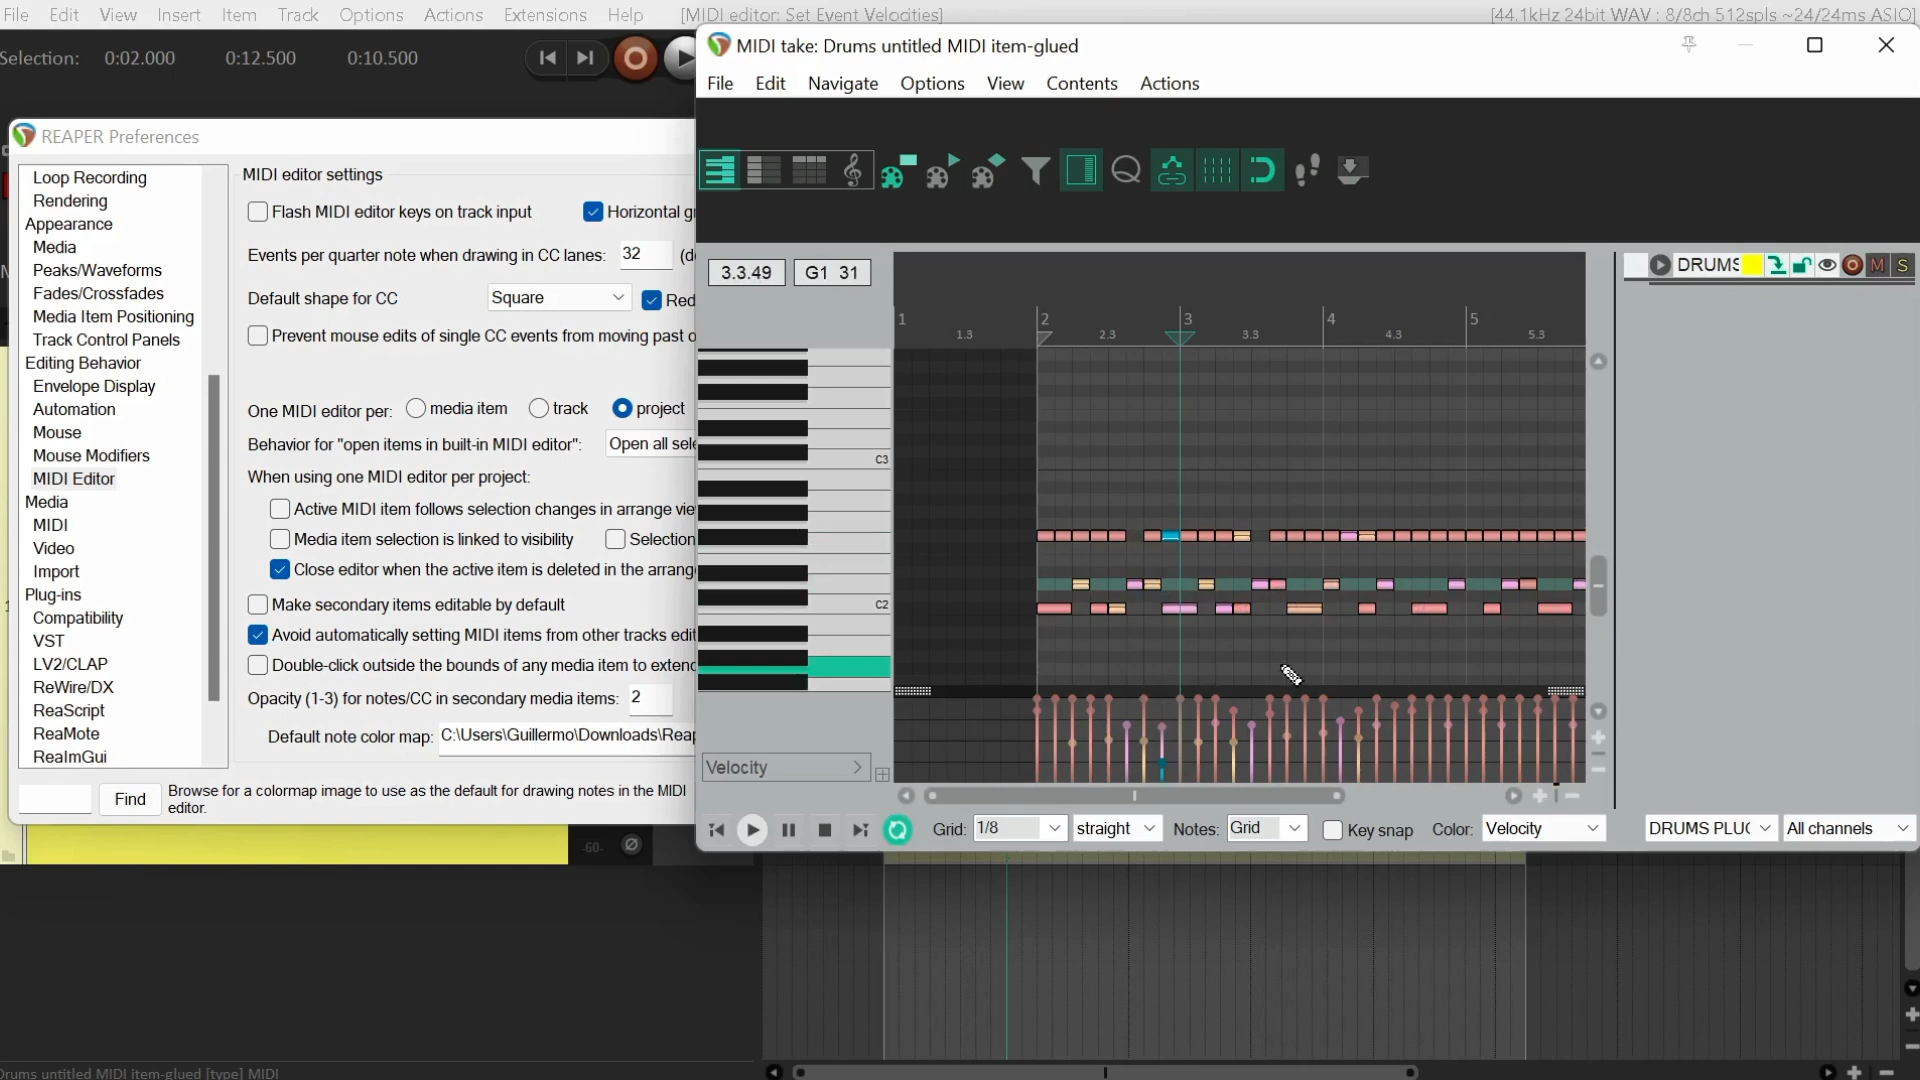 File Edit View Insert Item Track Options Actions Extensions Help [MIDI editor: Set Event Velocities] [44.1kHz 24bit WAV : 8/8ch 512spls ~24/24ms ASIO]
Selection: 0:02.000 0:12.500 0:10.500
REAPER Preferences
Loop Recording
Rendering
Appearance
Media
Peaks/Waveforms
Fades/Crossfades
Media Item Positioning
Track Control Panels
Editing Behavior
Envelope Display
Automation
Mouse
Mouse Modifiers
MIDI Editor
Media
MIDI
Video
Import
Plug-ins
Compatibility
VST
LV2/CLAP
ReWire/DX
ReaScript
ReaMote
ReaImGui
Find
MIDI editor settings
Flash MIDI editor keys on track input Horizontal gr
Events per quarter note when drawing in CC lanes: 32 (de
Default shape for CC Square Red
Prevent mouse edits of single CC events from moving past o
One MIDI editor per: media item track project
Behavior for "open items in built-in MIDI editor": Open all sele
When using one MIDI editor per project:
Active MIDI item follows selection changes in arrange vie
Media item selection is linked to visibility Selection
Close editor when the active item is deleted in the arrang
Make secondary items editable by default
Avoid automatically setting MIDI items from other tracks edit
Double-click outside the bounds of any media item to extend
Opacity (1-3) for notes/CC in secondary media items: 2
Default note color map: C:\Users\Guillermo\Downloads\Reap
Browse for a colormap image to use as the default for drawing notes in the MIDI
editor.
MIDI take: Drums untitled MIDI item-glued
File Edit Navigate Options View Contents Actions
3.3.49 G1 31
1 2 3 4 5
1.3 2.3 3.3 4.3 5.3
C3
C2
Velocity
DRUMS M S
Grid: 1/8 straight Notes: Grid Key snap Color: Velocity DRUMS PLUG All channels
-60-
Drums untitled MIDI item-glued [type] MIDI